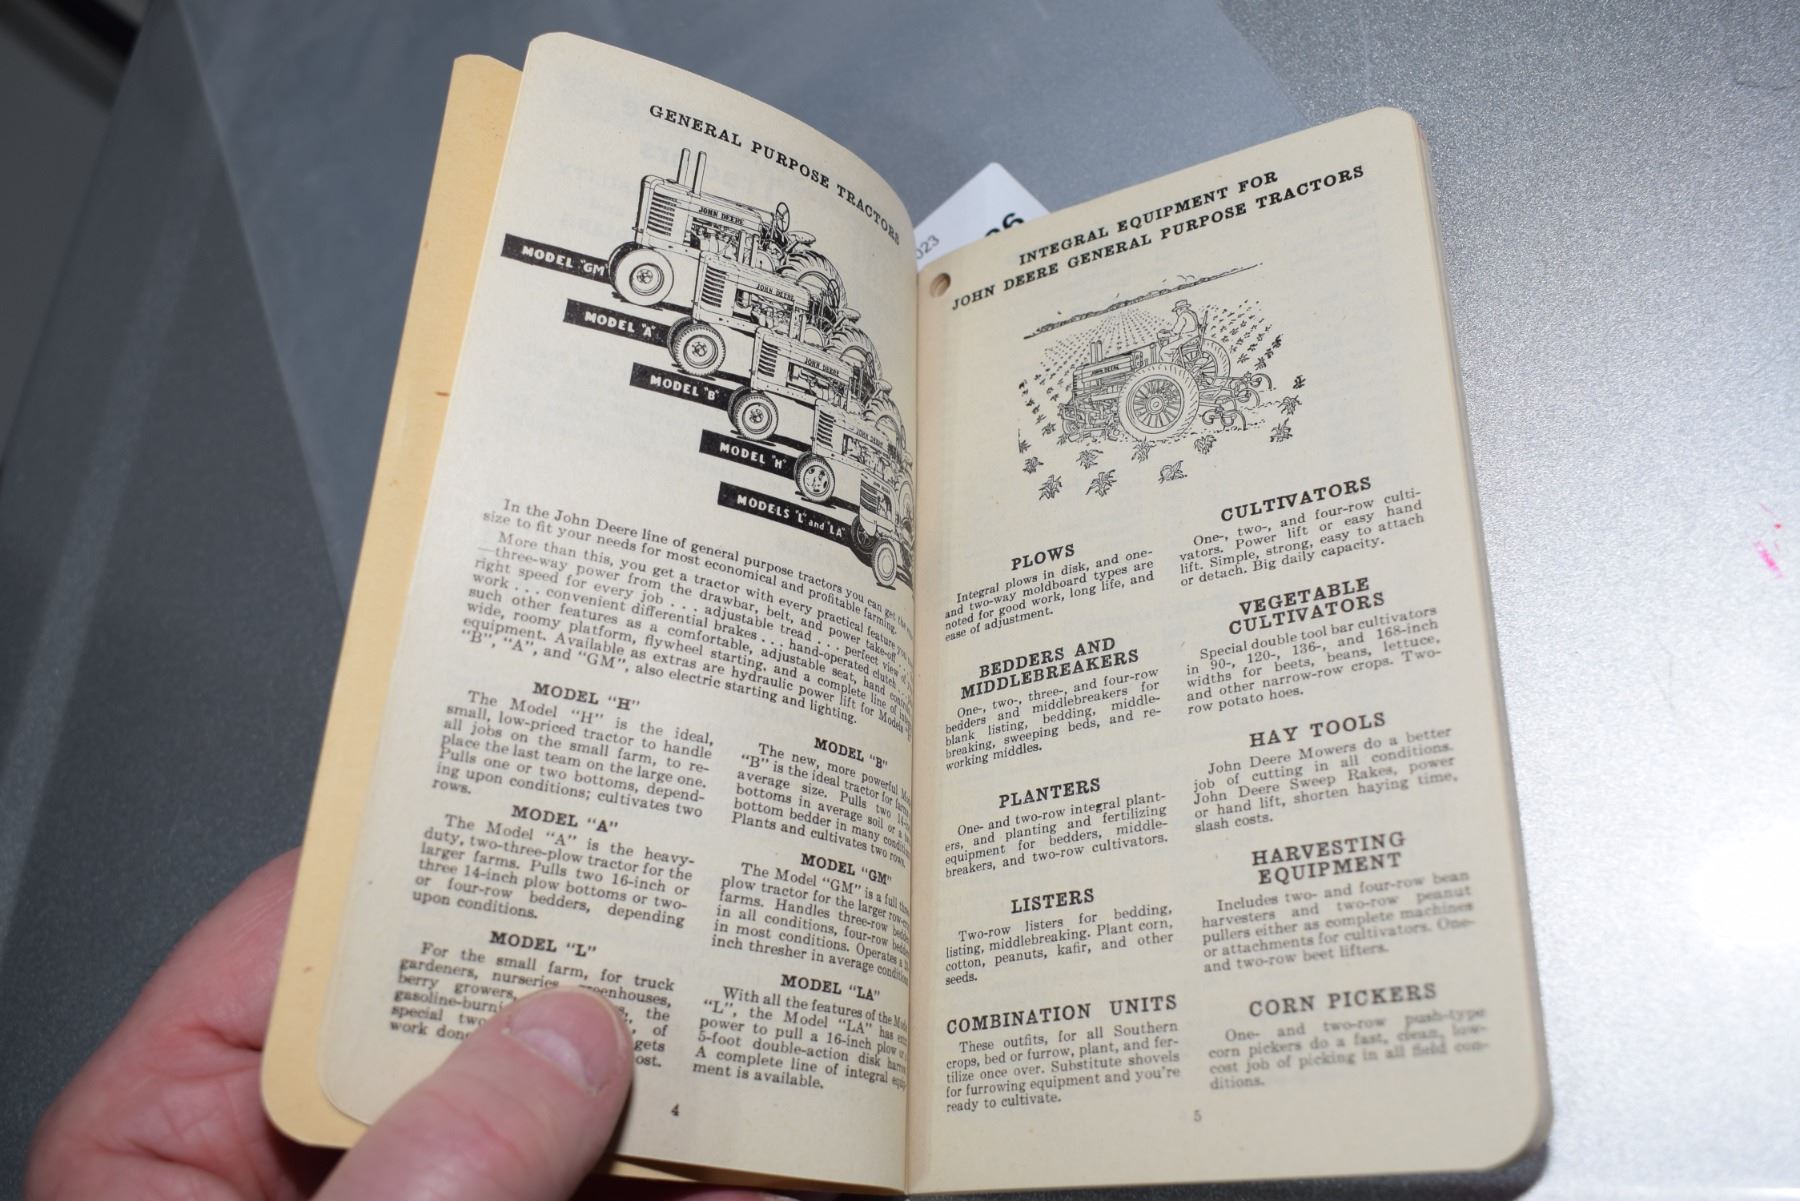 GENERAL PURPOSE TRACTORS
JOHN DEERE
MODEL "GM"
JOHN DEERE
MODEL "A"
JOHN DEERE
MODEL "B"
JOHN DEERE
MODEL "H"
JOHN DEERE
MODELS "L" and "LA"
In the John Deere line of general purpose tractors you can get the
size to fit your needs for most economical and profitable farming.
More than this, you get a tractor with every practical feature you
—three-way power from the drawbar, belt, and power take-off . . .
right speed for every job . . . adjustable tread . . . perfect view of
work . . . convenient differential brakes . . . hand-operated clutch . . .
such other features as a comfortable, adjustable seat, hand
wide, roomy platform, flywheel starting, and a complete line of
equipment. Available as extras are hydraulic power lift for Models
"B", "A", and "GM", also electric starting and lighting.
MODEL "H"
The Model "H" is the ideal,
small, low-priced tractor to handle
all jobs on the small farm, to re-
place the last team on the large one.
Pulls one or two bottoms, depend-
ing upon conditions; cultivates two
rows.
MODEL "A"
The Model "A" is the heavy-
duty, two-three-plow tractor for the
larger farms. Pulls two 16-inch or
three 14-inch plow bottoms or two-
or four-row bedders, depending
upon conditions.
MODEL "L"
For the small farm, for truck
gardeners, nurseries, greenhouses,
berry growers, the
gasoline-burni of
special two gets
work done ost.
MODEL "B"
The new, more powerful
"B" is the ideal tractor for
average size. Pulls two
bottoms in average soil or a
bottom bedder in many
Plants and cultivates two rows.
MODEL "GM"
The Model "GM" is a full
plow tractor for the larger
farms. Handles three-row
in all conditions, four-row
in most conditions. Operates a
inch thresher in average
MODEL "LA"
With all the features of the
"L", the Model "LA" has
power to pull a 16-inch plow or
5-foot double-action disk
A complete line of integral
ment is available.
4
023
INTEGRAL EQUIPMENT FOR
JOHN DEERE GENERAL PURPOSE TRACTORS
JOHN DEERE
PLOWS
Integral plows in disk, and one-
and two-way moldboard types are
noted for good work, long life, and
ease of adjustment.
BEDDERS AND
MIDDLEBREAKERS
One-, two-, three-, and four-row
bedders and middlebreakers for
blank listing, bedding, middle-
breaking, sweeping beds, and re-
working middles.
PLANTERS
One- and two-row integral plant-
ers, and planting and fertilizing
equipment for bedders, middle-
breakers, and two-row cultivators.
LISTERS
Two-row listers for bedding,
listing, middlebreaking. Plant corn,
cotton, peanuts, kafir, and other
seeds.
COMBINATION UNITS
These outfits, for all Southern
crops, bed or furrow, plant, and fer-
tilize once over. Substitute shovels
for furrowing equipment and you're
ready to cultivate.
CULTIVATORS
One-, two-, and four-row culti-
vators. Power lift or easy hand
lift. Simple, strong, easy to attach
or detach. Big daily capacity.
VEGETABLE
CULTIVATORS
Special double tool bar cultivators
in 90-, 120-, 136-, and 168-inch
widths for beets, beans, lettuce,
and other narrow-row crops. Two-
row potato hoes.
HAY TOOLS
John Deere Mowers do a better
job of cutting in all conditions.
John Deere Sweep Rakes, power
or hand lift, shorten haying time,
slash costs.
HARVESTING
EQUIPMENT
Includes two- and four-row bean
harvesters and two-row peanut
pullers either as complete machines
or attachments for cultivators. One-
and two-row beet lifters.
CORN PICKERS
One- and two-row push-type
corn pickers do a fast, clean, low-
cost job of picking in all field con-
ditions.
5